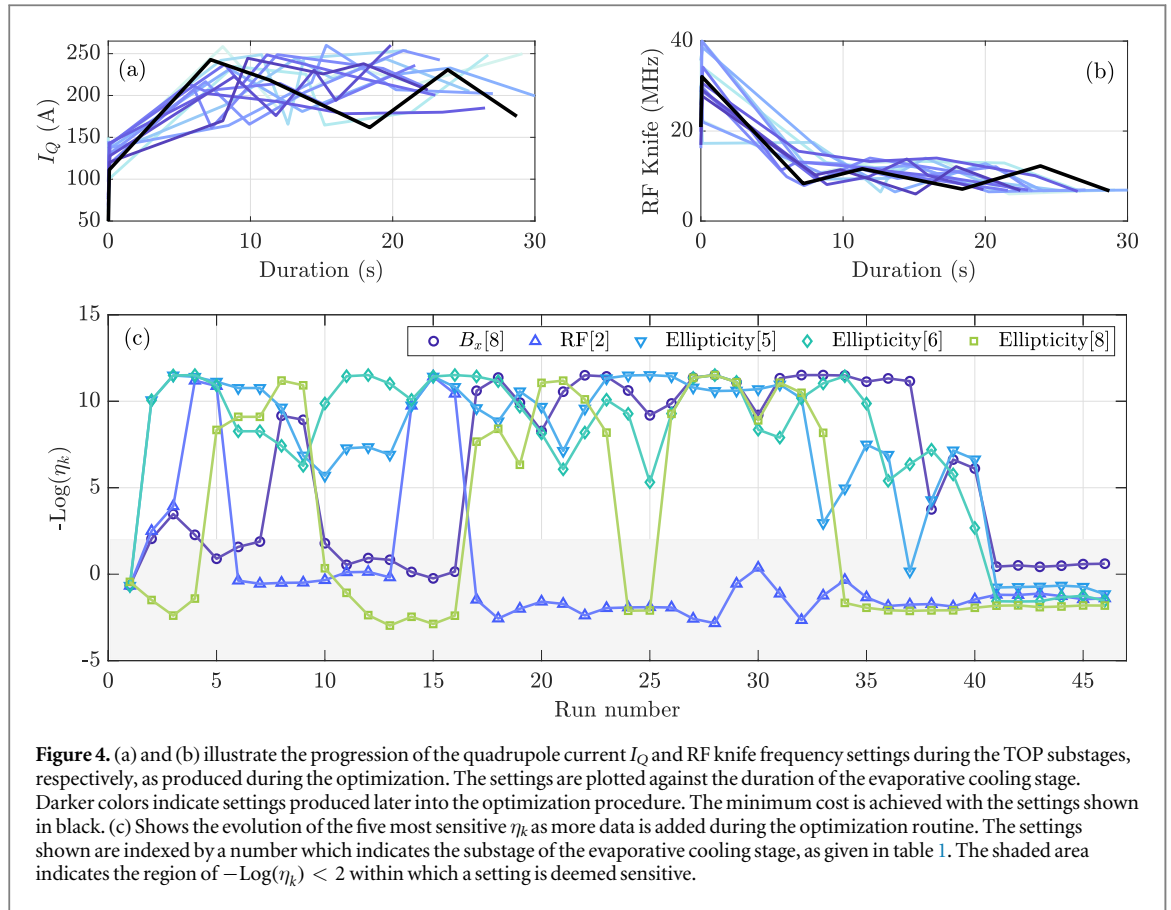 250
200
150
100
50
I_Q (A)
(a)
0
10
20
30
Duration (s)
40
20
0
RF Knife (MHz)
(b)
0
10
20
30
Duration (s)
15
10
5
0
-5
-Log(η_k)
(c)
B_x[8]
RF[2]
Ellipticity[5]
Ellipticity[6]
Ellipticity[8]
0
5
10
15
20
25
30
35
40
45
Run number
Figure 4. (a) and (b) illustrate the progression of the quadrupole current I_Q and RF knife frequency settings during the TOP substages,
respectively, as produced during the optimization. The settings are plotted against the duration of the evaporative cooling stage.
Darker colors indicate settings produced later into the optimization procedure. The minimum cost is achieved with the settings shown
in black. (c) Shows the evolution of the five most sensitive η_k as more data is added during the optimization routine. The settings
shown are indexed by a number which indicates the substage of the evaporative cooling stage, as given in table 1. The shaded area
indicates the region of −Log(η_k) < 2 within which a setting is deemed sensitive.